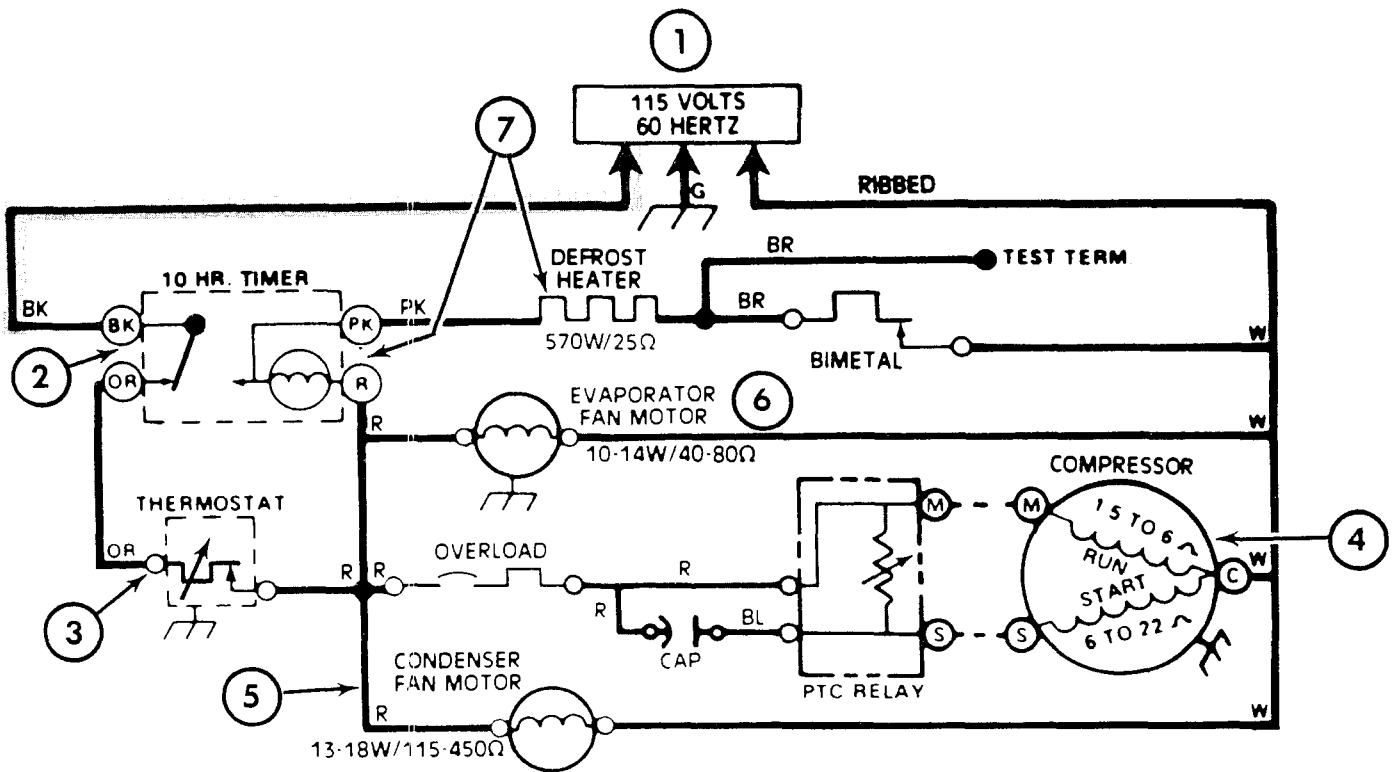 1
115 VOLTS
60 HERTZ
7
G
RIBBED
DEFROST
HEATER
BR
TEST TERM
10 HR. TIMER
BK
BK
PK
PK
BR
570W/25Ω
BIMETAL
W
2
OR
R
EVAPORATOR
FAN MOTOR
6
R
W
10-14W/40-80Ω
COMPRESSOR
THERMOSTAT
M
M
1.5 TO 6
4
OR
OVERLOAD
RUN
R
R
R
W
C
START
3
R
BL
S
S
6 TO 22
CAP
CONDENSER
FAN MOTOR
PTC RELAY
5
R
W
13-18W/115-450Ω